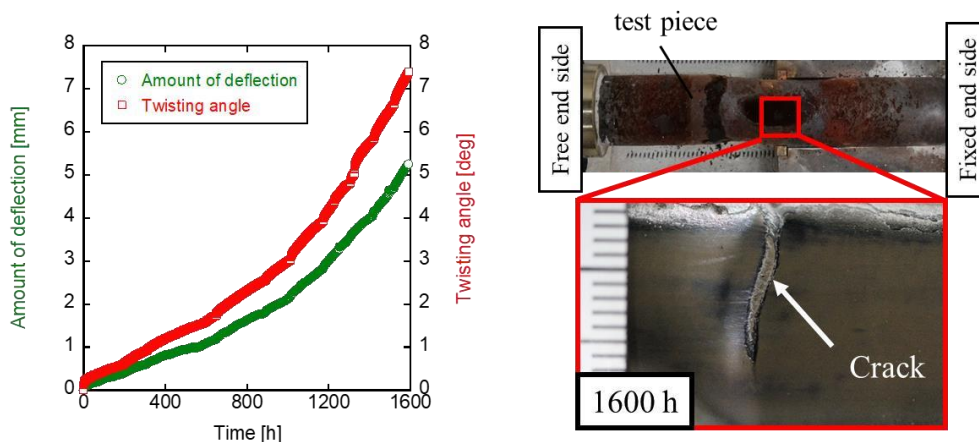 8
7
6
5
4
3
2
1
0
Amount of deflection [mm]
Amount of deflection
Twisting angle
8
7
6
5
4
3
2
1
0
Twisting angle [deg]
0
400
800
1200
1600
Time [h]
test piece
Free end side
Fixed end side
Crack
1600 h